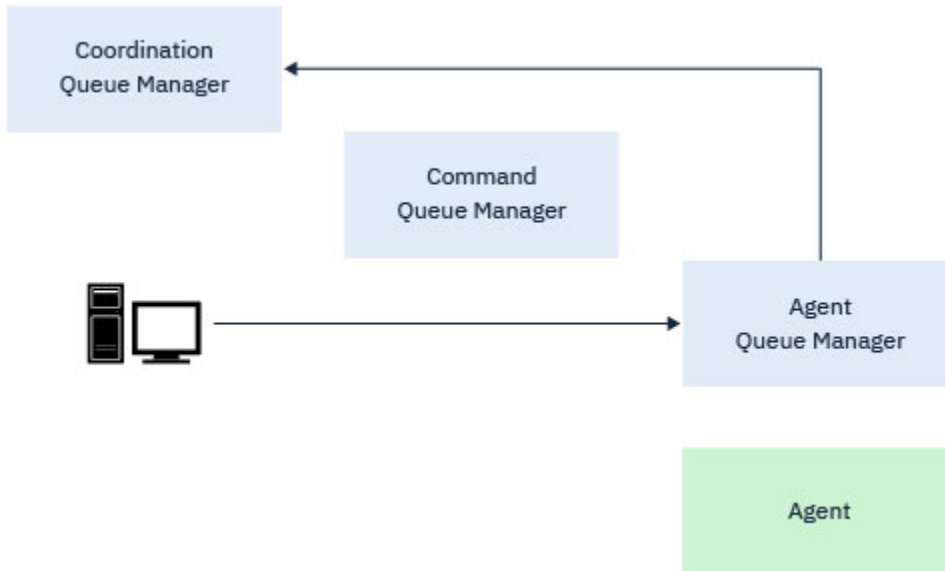 Coordination
Queue Manager
Command
Queue Manager
Agent
Queue Manager
Agent